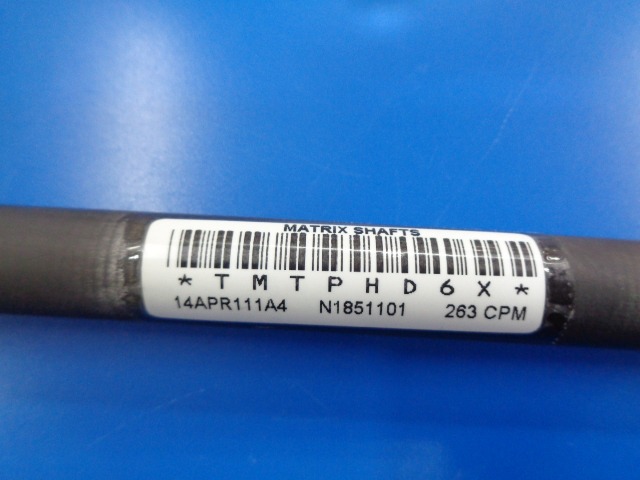 MATRIX SHAFTS
* T M T P H D 6 X *
14APR111A4 N1851101 263 CPM